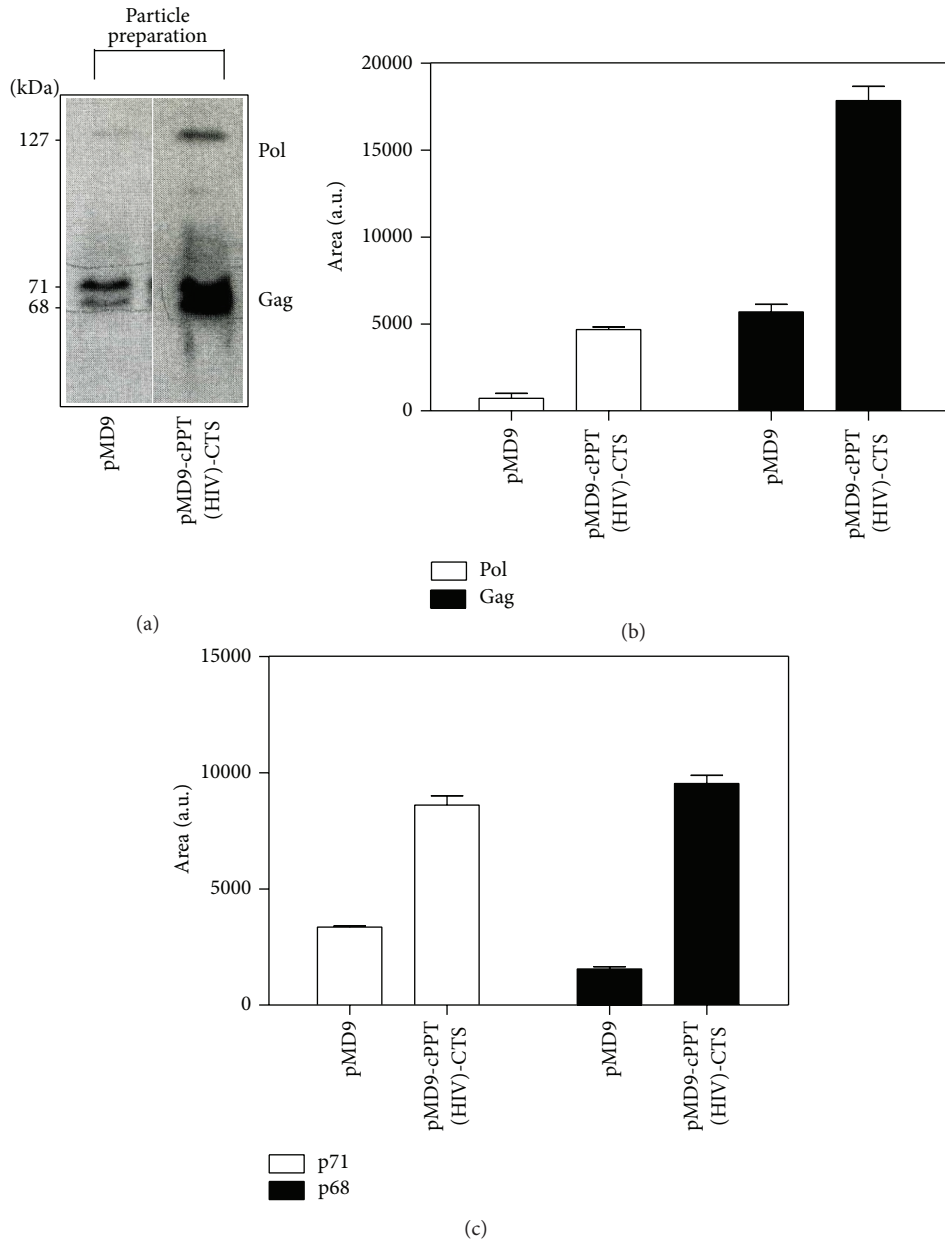 Particle
preparation
(kDa)
127
71
68
Pol
Gag
pMD9
pMD9-cPPT
(HIV)-CTS
(a)
20000
15000
10000
5000
0
Area (a.u.)
pMD9
pMD9-cPPT
(HIV)-CTS
pMD9
pMD9-cPPT
(HIV)-CTS
Pol
Gag
(b)
15000
10000
5000
0
Area (a.u.)
pMD9
pMD9-cPPT
(HIV)-CTS
pMD9
pMD9-cPPT
(HIV)-CTS
p71
p68
(c)